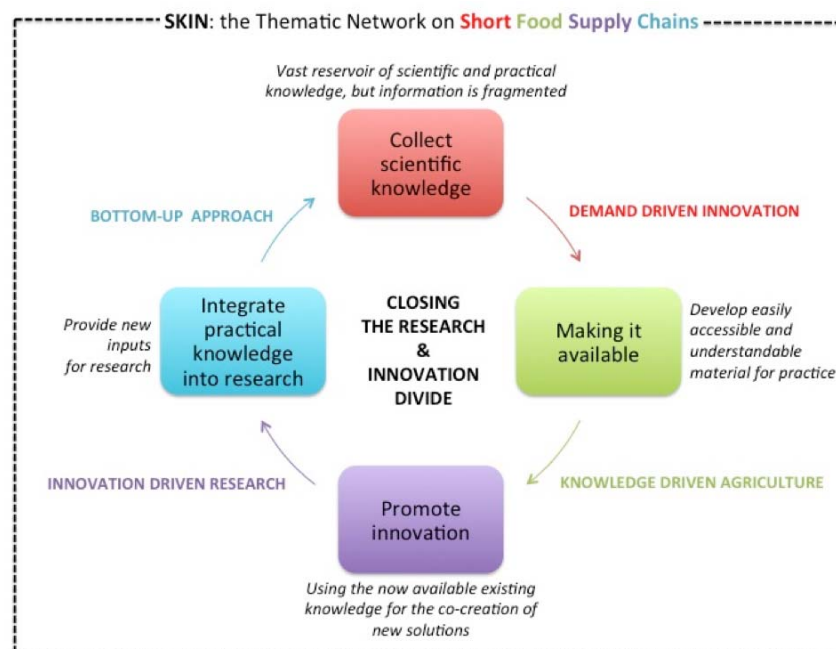 SKIN: the Thematic Network on Short Food Supply Chains
Vast reservoir of scientific and practical
knowledge, but information is fragmented
Collect
scientific
knowledge
BOTTOM-UP APPROACH
DEMAND DRIVEN INNOVATION
Provide new
inputs
for research
Integrate
practical
knowledge
into research
CLOSING
THE RESEARCH
&
INNOVATION
DIVIDE
Making it
available
Develop easily
accessible and
understandable
material for practice
INNOVATION DRIVEN RESEARCH
KNOWLEDGE DRIVEN AGRICULTURE
Promote
innovation
Using the now available existing
knowledge for the co-creation of
new solutions